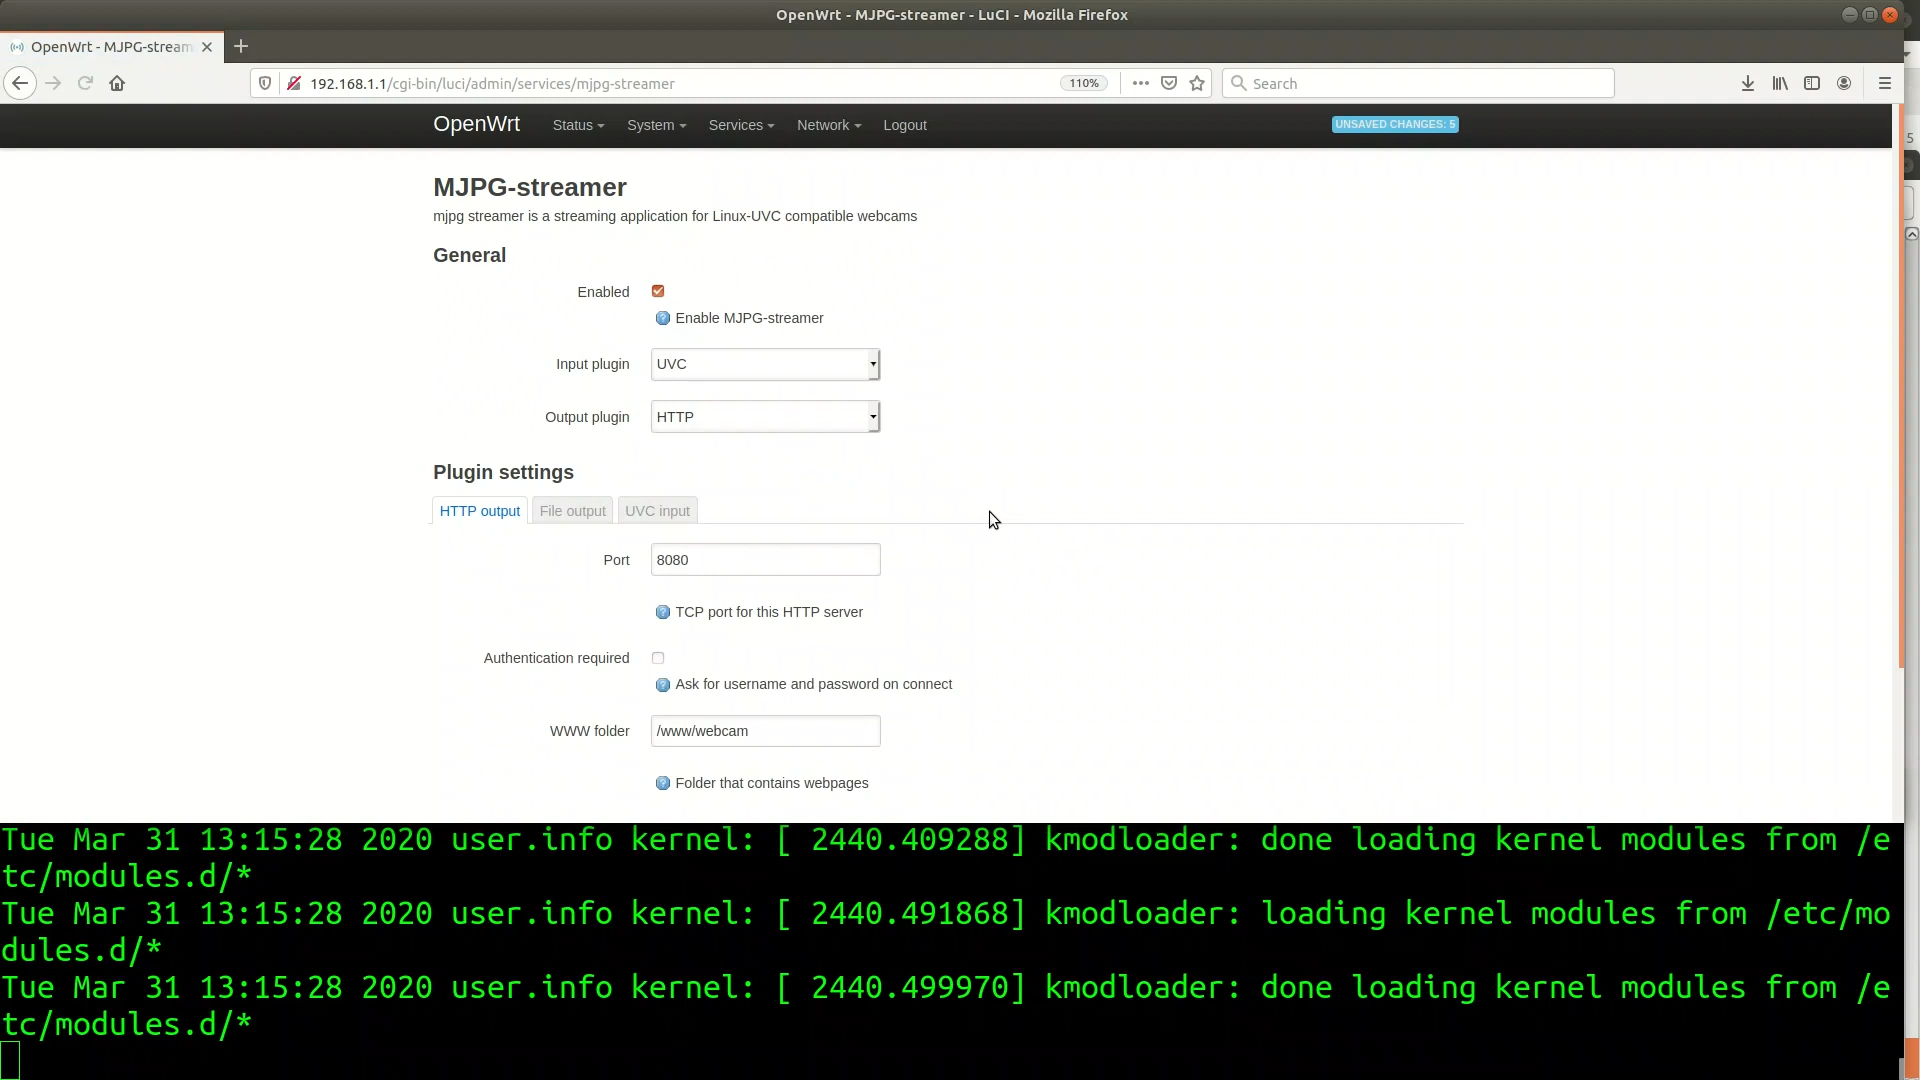 OpenWrt - MJPG-streamer - LuCI - Mozilla Firefox
OpenWrt - MJPG-stream
192.168.1.1/cgi-bin/luci/admin/services/mjpg-streamer
110%
Search
OpenWrt
Status
System
Services
Network
Logout
UNSAVED CHANGES: 5
5
MJPG-streamer
mjpg streamer is a streaming application for Linux-UVC compatible webcams
General
Enabled
Enable MJPG-streamer
Input plugin
UVC
Output plugin
HTTP
Plugin settings
HTTP output
File output
UVC input
Port
8080
TCP port for this HTTP server
Authentication required
Ask for username and password on connect
WWW folder
/www/webcam
Folder that contains webpages
Tue Mar 31 13:15:28 2020 user.info kernel: [ 2440.409288] kmodloader: done loading kernel modules from /e
tc/modules.d/*
Tue Mar 31 13:15:28 2020 user.info kernel: [ 2440.491868] kmodloader: loading kernel modules from /etc/mo
dules.d/*
Tue Mar 31 13:15:28 2020 user.info kernel: [ 2440.499970] kmodloader: done loading kernel modules from /e
tc/modules.d/*